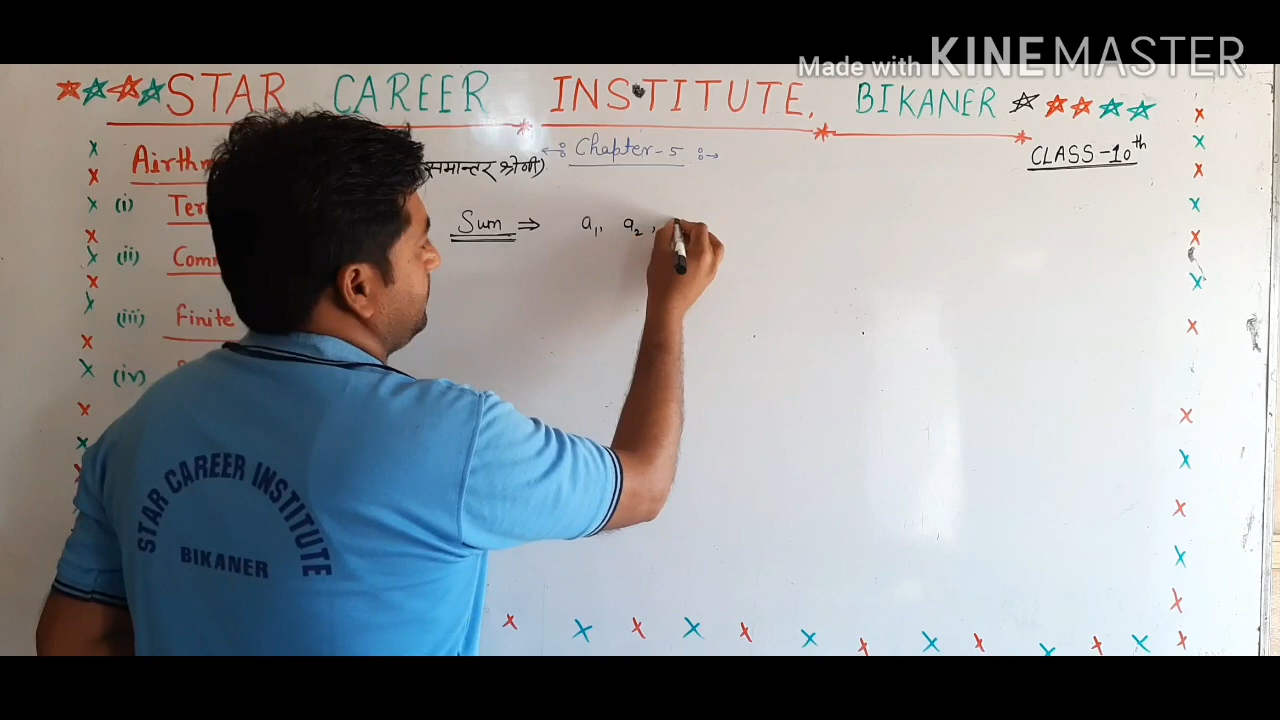 Made with KINEMASTER
STAR CAREER INSTITUTE, BIKANER
Chapter-5
CLASS-10th
समान्तर श्रेणी)
(i)
Sum ⇒ a₁, a₂,
(ii)
(iii) Finite
(iv)
STAR CAREER INSTITUTE
BIKANER